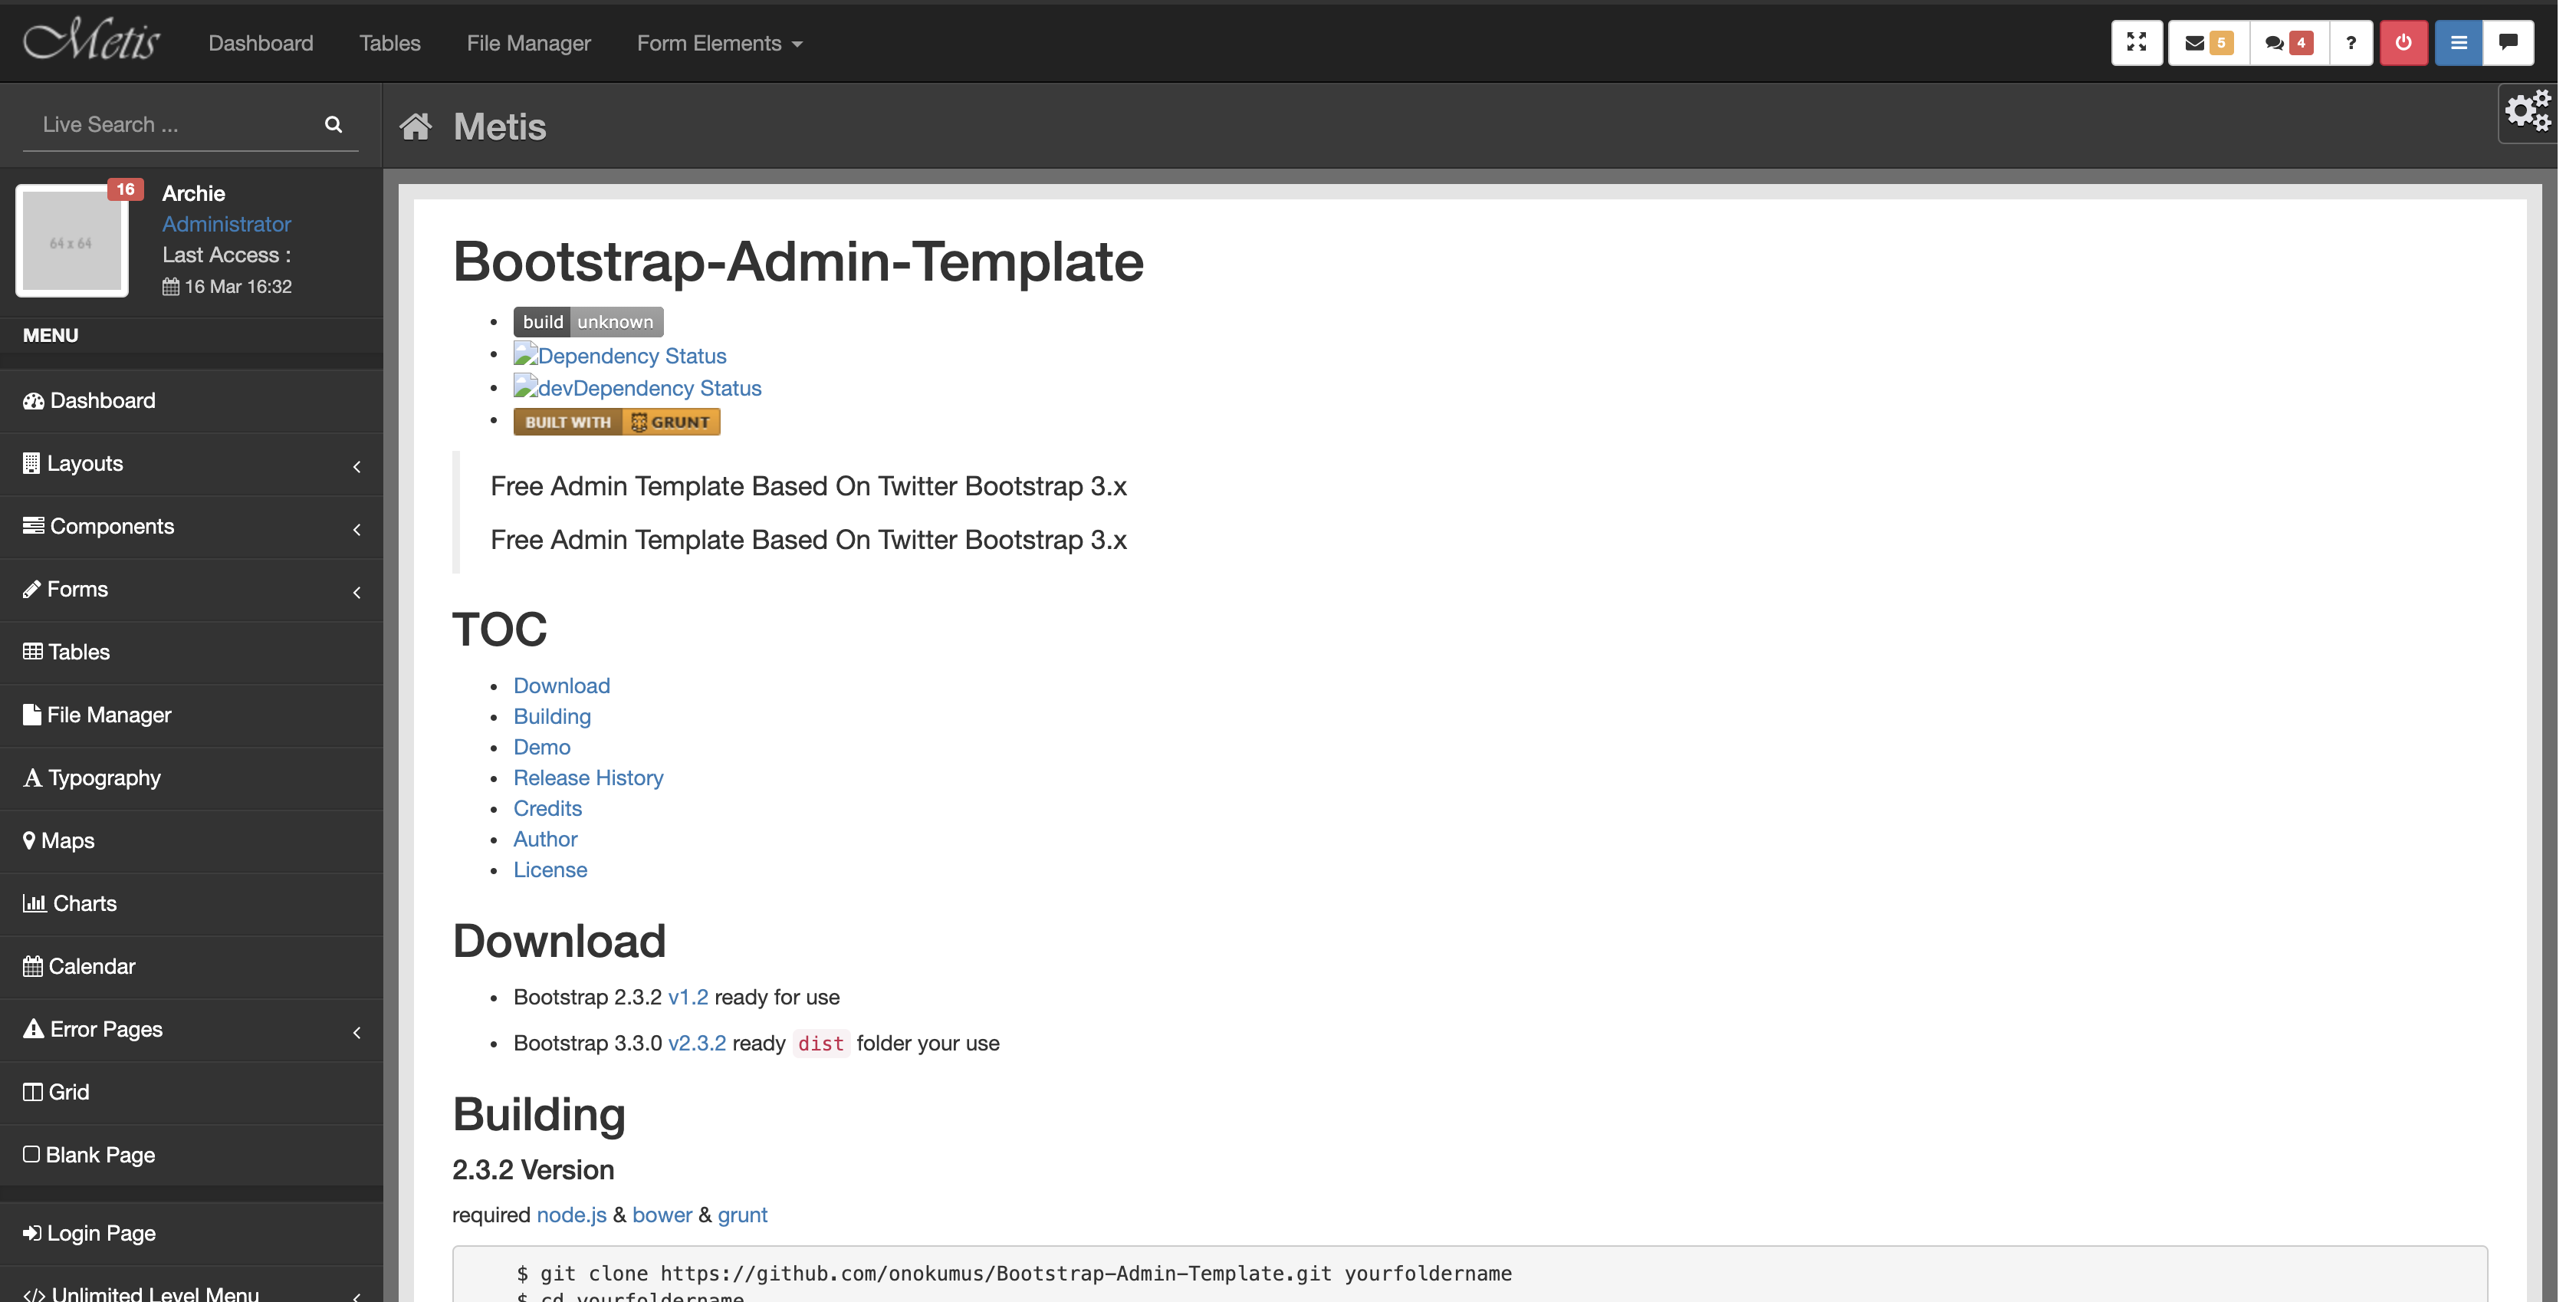 Metis
Dashboard
Tables
File Manager
Form Elements
5
4
?
Live Search ...
Metis
64 x 64
16
Archie
Administrator
Last Access :
16 Mar 16:32
MENU
Dashboard
Layouts
Components
Forms
Tables
File Manager
Typography
Maps
Charts
Calendar
Error Pages
Grid
Blank Page
Login Page
Unlimited Level Menu
Bootstrap-Admin-Template
build unknown
Dependency Status
devDependency Status
BUILT WITH GRUNT
Free Admin Template Based On Twitter Bootstrap 3.x
Free Admin Template Based On Twitter Bootstrap 3.x
TOC
Download
Building
Demo
Release History
Credits
Author
License
Download
Bootstrap 2.3.2 v1.2 ready for use
Bootstrap 3.3.0 v2.3.2 ready dist folder your use
Building
2.3.2 Version
required node.js & bower & grunt
$ git clone https://github.com/onokumus/Bootstrap-Admin-Template.git yourfoldername
$ cd yourfoldername